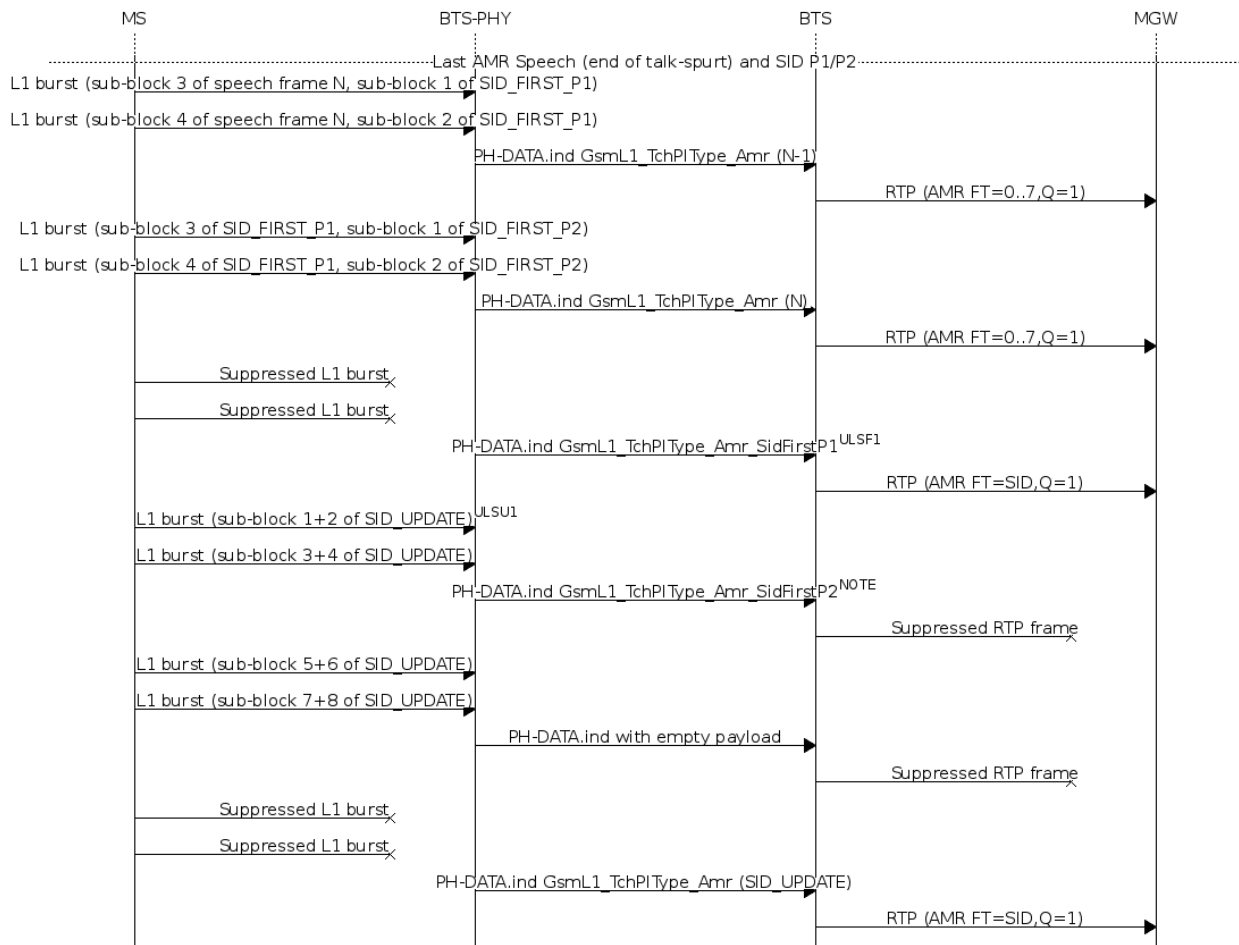 MS BTS-PHY BTS MGW
Last AMR Speech (end of talk-spurt) and SID P1/P2
L1 burst (sub-block 3 of speech frame N, sub-block 1 of SID_FIRST_P1)
L1 burst (sub-block 4 of speech frame N, sub-block 2 of SID_FIRST_P1)
PH-DATA.ind GsmL1_TchPlType_Amr (N-1)
RTP (AMR FT=0..7,Q=1)
L1 burst (sub-block 3 of SID_FIRST_P1, sub-block 1 of SID_FIRST_P2)
L1 burst (sub-block 4 of SID_FIRST_P1, sub-block 2 of SID_FIRST_P2)
PH-DATA.ind GsmL1_TchPlType_Amr (N)
RTP (AMR FT=0..7,Q=1)
Suppressed L1 burst
Suppressed L1 burst
PH-DATA.ind GsmL1_TchPlType_Amr_SidFirstP1 ULSF1
RTP (AMR FT=SID,Q=1)
L1 burst (sub-block 1+2 of SID_UPDATE) ULSU1
L1 burst (sub-block 3+4 of SID_UPDATE)
PH-DATA.ind GsmL1_TchPlType_Amr_SidFirstP2 NOTE
Suppressed RTP frame
L1 burst (sub-block 5+6 of SID_UPDATE)
L1 burst (sub-block 7+8 of SID_UPDATE)
PH-DATA.ind with empty payload
Suppressed RTP frame
Suppressed L1 burst
Suppressed L1 burst
PH-DATA.ind GsmL1_TchPlType_Amr (SID_UPDATE)
RTP (AMR FT=SID,Q=1)